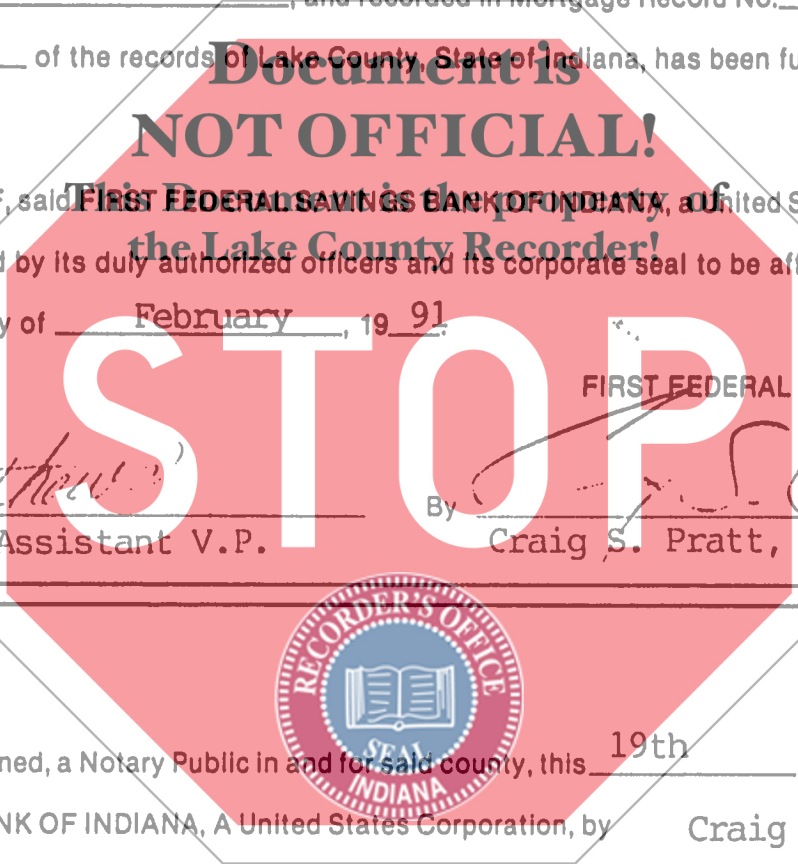 , and recorded in Mortgage Record No.
of the records of Lake County, State of Indiana, has been fu
Document is
NOT OFFICIAL!
, said FIRST FEDERAL SAVINGS BANK OF INDIANA, a United S
This Document is the property of
the Lake County Recorder!
d by its duly authorized officers and its corporate seal to be aff
y of February, 19 91.
STOP
FIRST FEDERAL
By
Assistant V.P. Craig S. Pratt,
RECORDER'S OFFICE
SEAL
INDIANA
ned, a Notary Public in and for said county, this 19th
NK OF INDIANA, A United States Corporation, by Craig